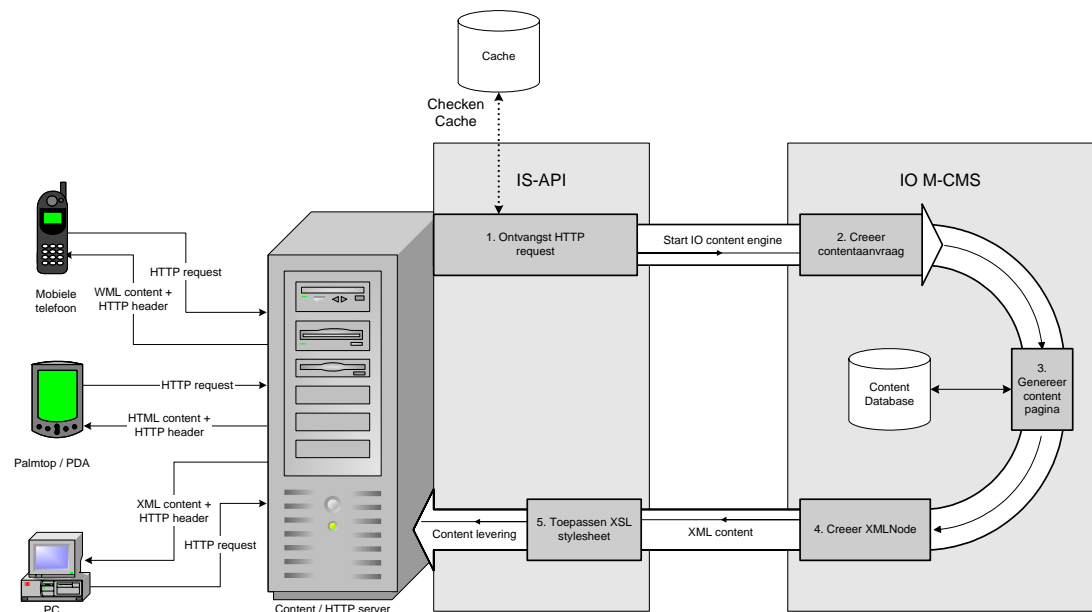 Cache
Checken
Cache
IS-API
IO M-CMS
1. Ontvangst HTTP
request
Start IO content engine
2. Creeer
contentaanvraag
HTTP request
Mobiele
telefoon
WML content +
HTTP header
3.
Genereer
content
pagina
Content
Database
HTTP request
HTML content +
HTTP header
Palmtop / PDA
XML content +
HTTP header
HTTP request
Content levering
5. Toepassen XSL
stylesheet
XML content
4. Creeer XMLNode
PC
Content / HTTP server